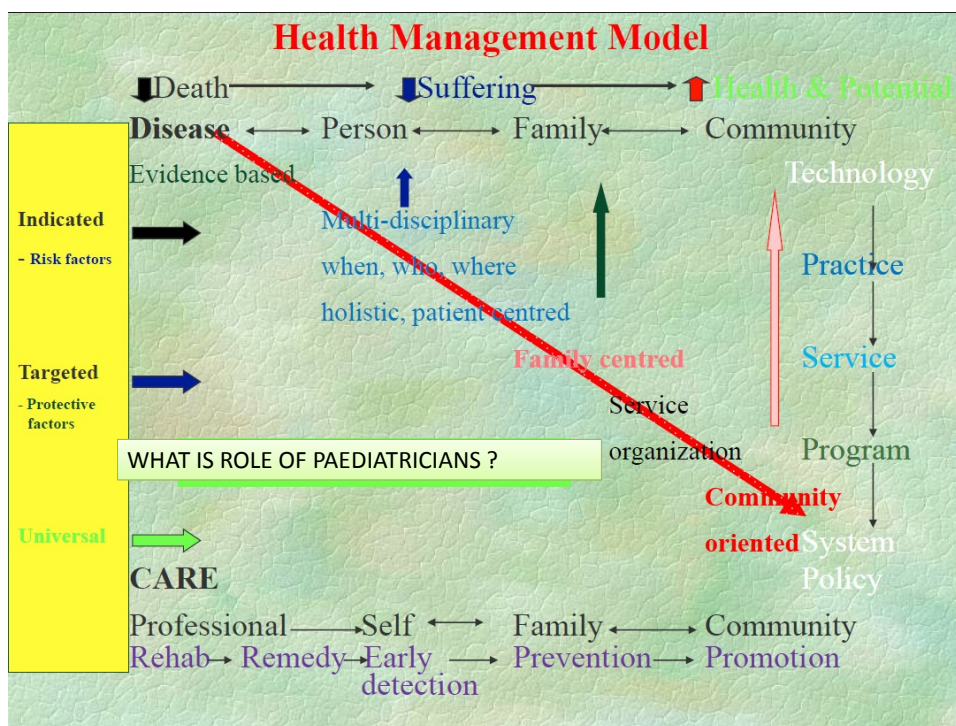 Health Management Model
Death Suffering Health & Potential
Disease Person Family Community
Evidence based
Technology
Indicated
- Risk factors
Multi-disciplinary
when, who, where
holistic, patient centred
Practice
Targeted
- Protective
factors
Family centred
Service
Service
organization
Program
WHAT IS ROLE OF PAEDIATRICIANS ?
Community
oriented
Universal
System
Policy
CARE
Professional Self Family Community
Rehab Remedy Early Prevention Promotion
detection